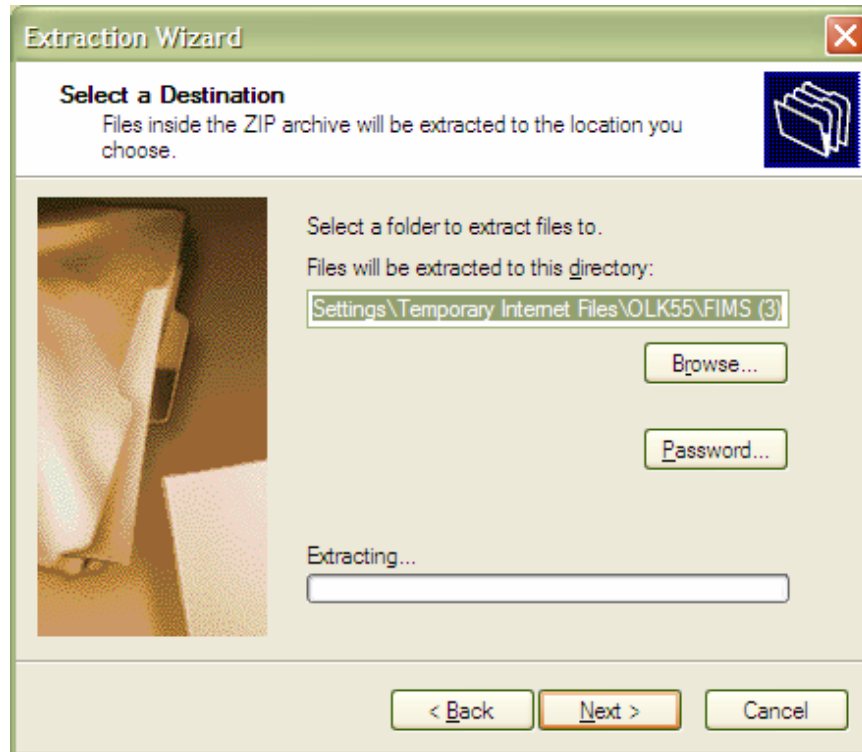 Extraction Wizard
Select a Destination
Files inside the ZIP archive will be extracted to the location you
choose.
Select a folder to extract files to.
Files will be extracted to this directory:
Settings\Temporary Internet Files\OLK55\FIMS (3)
Browse...
Password...
Extracting...
< Back Next > Cancel